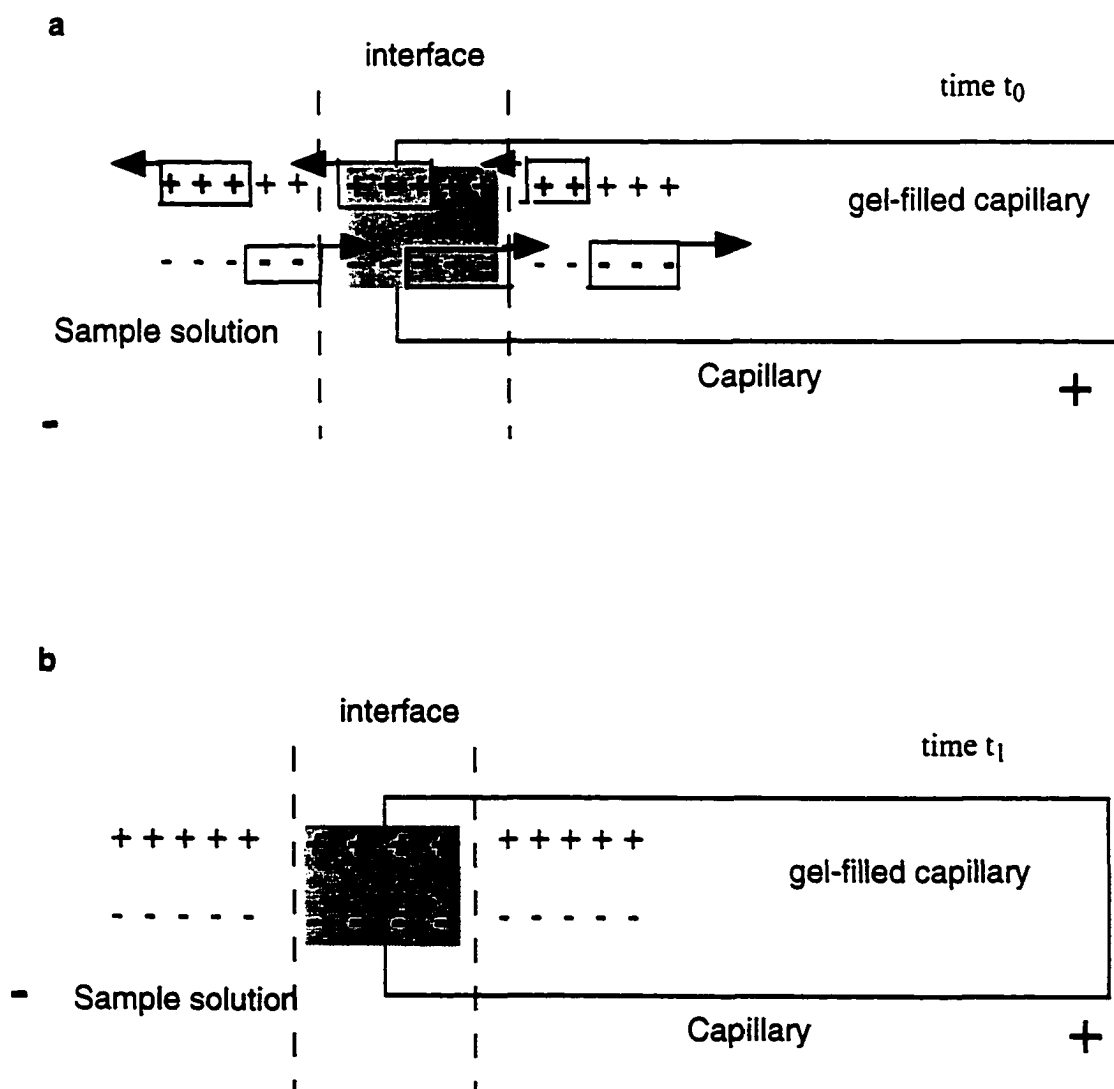 a
interface
time t0
+ + + + +
+ + + + +
gel-filled capillary
- - - - -
- - - - -
Sample solution
Capillary
+
-
b
interface
time t1
+ + + + +
+ + + + +
gel-filled capillary
- - - - -
- - - - -
- Sample solution
Capillary
+